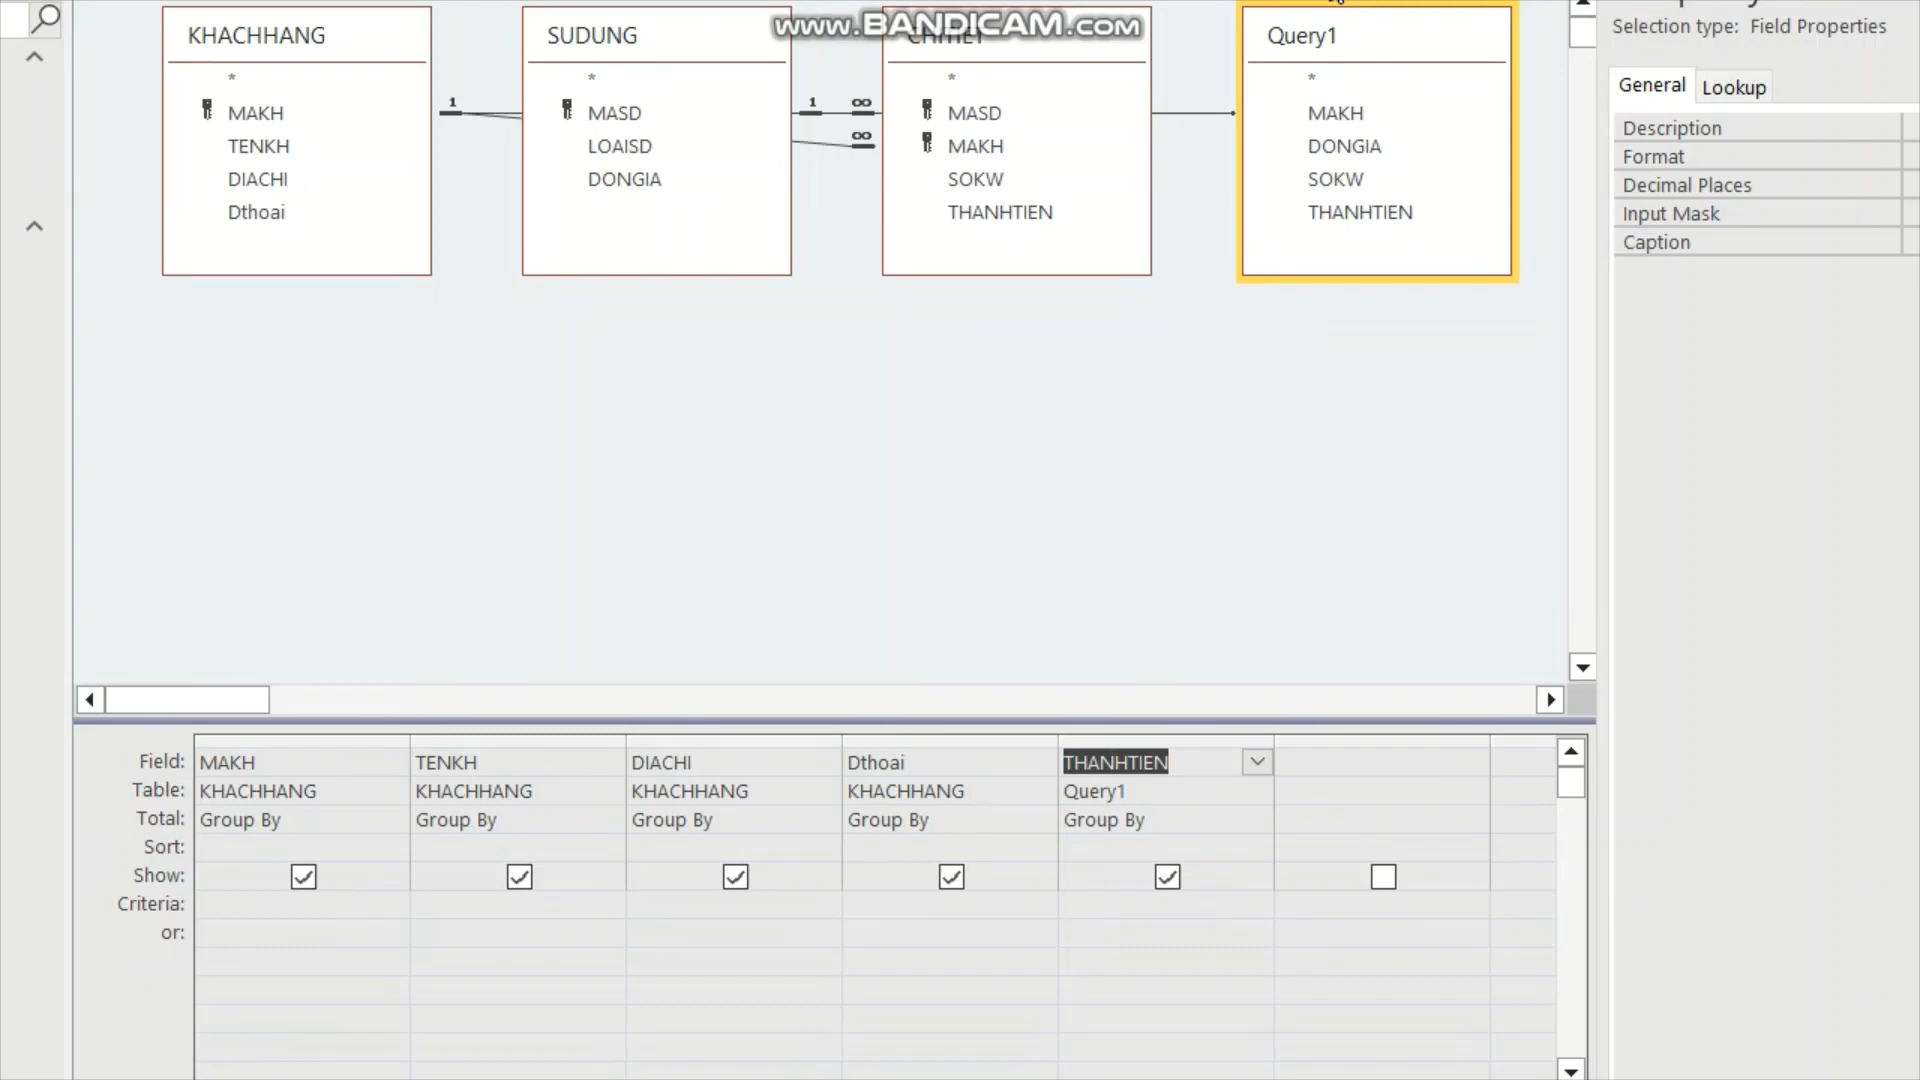 www.BANDICAM.com
KHACHHANG
*
MAKH
TENKH
DIACHI
Dthoai
SUDUNG
*
MASD
LOAISD
DONGIA
*
MASD
MAKH
SOKW
THANHTIEN
Query1
*
MAKH
DONGIA
SOKW
THANHTIEN
1
1 ∞
∞
Selection type: Field Properties
General Lookup
Description
Format
Decimal Places
Input Mask
Caption
Field: MAKH TENKH DIACHI Dthoai THANHTIEN
Table: KHACHHANG KHACHHANG KHACHHANG KHACHHANG Query1
Total: Group By Group By Group By Group By Group By
Sort:
Show:
Criteria:
or: